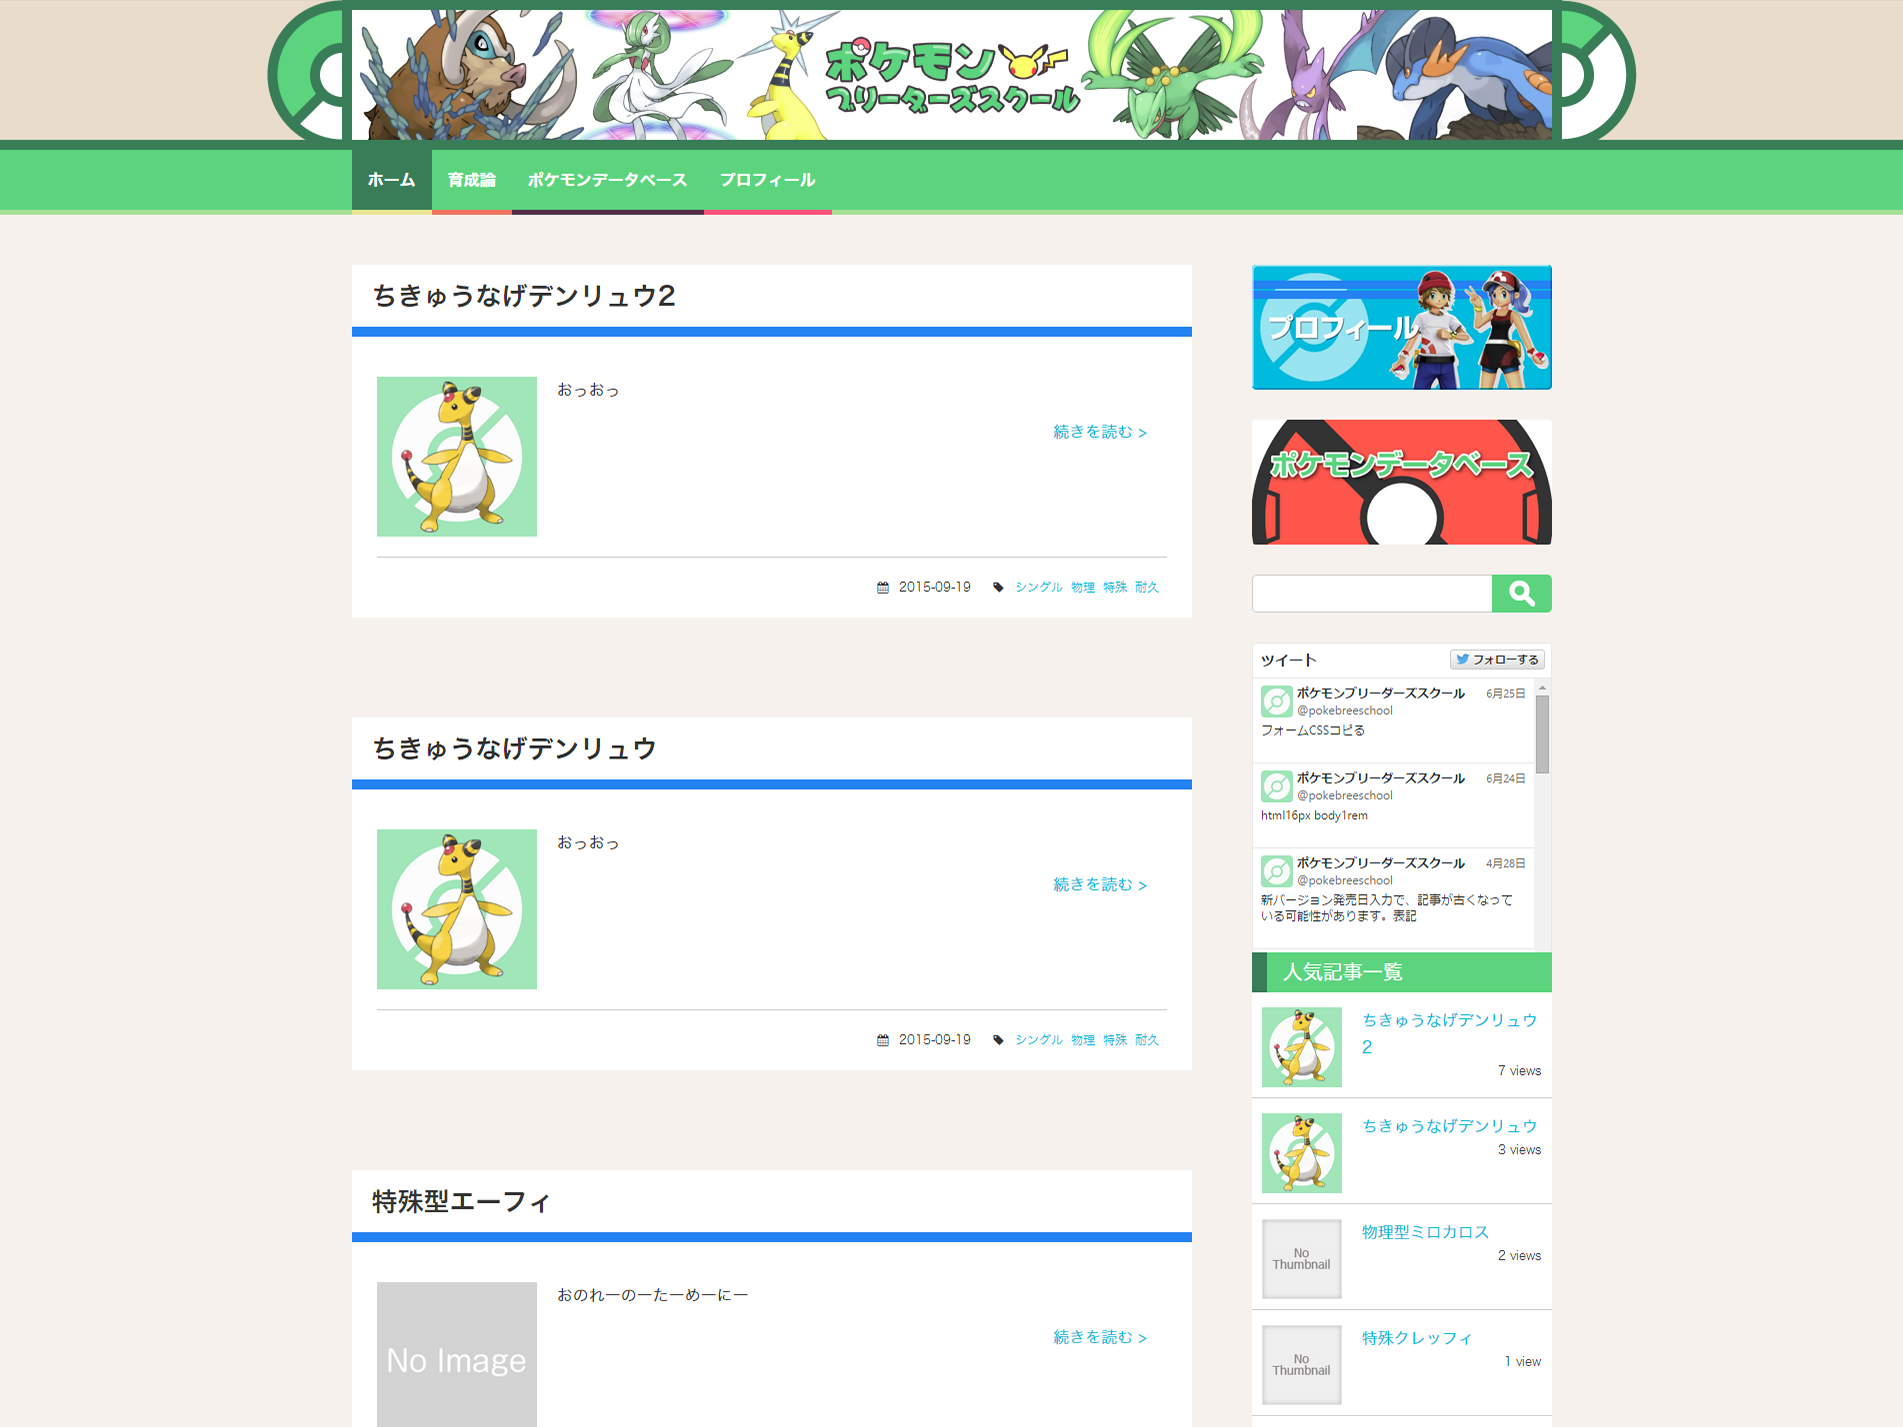 ポケモン
ブリーダーズスクール
ホーム
育成論
ポケモンデータベース
プロフィール
ちきゅうなげデンリュウ2
おっおっ
続きを読む >
2015-09-19
シングル 物理 特殊 耐久
ちきゅうなげデンリュウ
おっおっ
続きを読む >
2015-09-19
シングル 物理 特殊 耐久
特殊型エーフィ
No Image
おのれーのーたーめーにー
続きを読む >
プロフィール
ポケモンデータベース
ツイート
フォローする
ポケモンブリーダーズスクール
6月25日
@pokebreeschool
フォームCSSコピる
ポケモンブリーダーズスクール
6月24日
@pokebreeschool
html16px body1rem
ポケモンブリーダーズスクール
4月28日
@pokebreeschool
新バージョン発売日入力で、記事が古くなって
いる可能性があります。表記
人気記事一覧
ちきゅうなげデンリュウ
2
7 views
ちきゅうなげデンリュウ
3 views
No
Thumbnail
物理型ミロカロス
2 views
No
Thumbnail
特殊クレッフィ
1 view